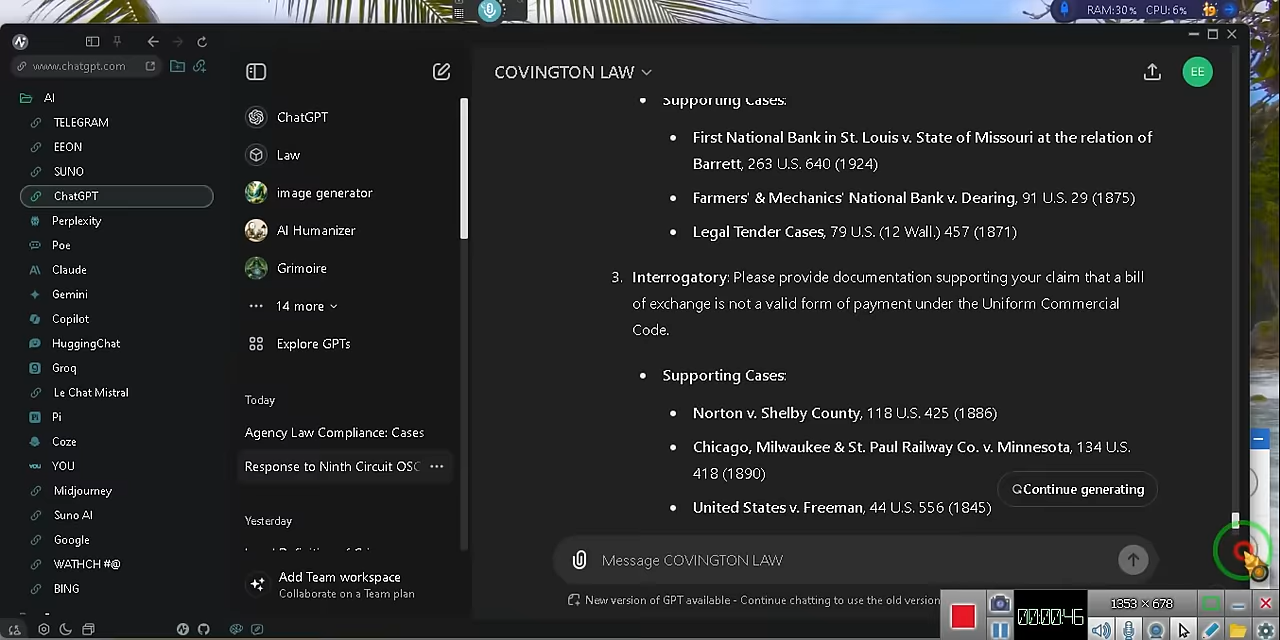 RAM:30% CPU: 6%
www.chatgpt.com
AI
TELEGRAM
EEON
SUNO
ChatGPT
Perplexity
Poe
Claude
Gemini
Copilot
HuggingChat
Groq
Le Chat Mistral
Pi
Coze
YOU
Midjourney
Suno AI
Google
WATHCH #@
BING
ChatGPT
Law
image generator
AI Humanizer
Grimoire
14 more
Explore GPTs
Today
Agency Law Compliance: Cases
Response to Ninth Circuit OSC
Yesterday
Add Team workspace
Collaborate on a Team plan
COVINGTON LAW
EE
Supporting Cases:
First National Bank in St. Louis v. State of Missouri at the relation of
Barrett, 263 U.S. 640 (1924)
Farmers' & Mechanics' National Bank v. Dearing, 91 U.S. 29 (1875)
Legal Tender Cases, 79 U.S. (12 Wall.) 457 (1871)
3. Interrogatory: Please provide documentation supporting your claim that a bill
of exchange is not a valid form of payment under the Uniform Commercial
Code.
Supporting Cases:
Norton v. Shelby County, 118 U.S. 425 (1886)
Chicago, Milwaukee & St. Paul Railway Co. v. Minnesota, 134 U.S.
418 (1890)
United States v. Freeman, 44 U.S. 556 (1845)
Continue generating
Message COVINGTON LAW
New version of GPT available - Continue chatting to use the old version
1353 × 678